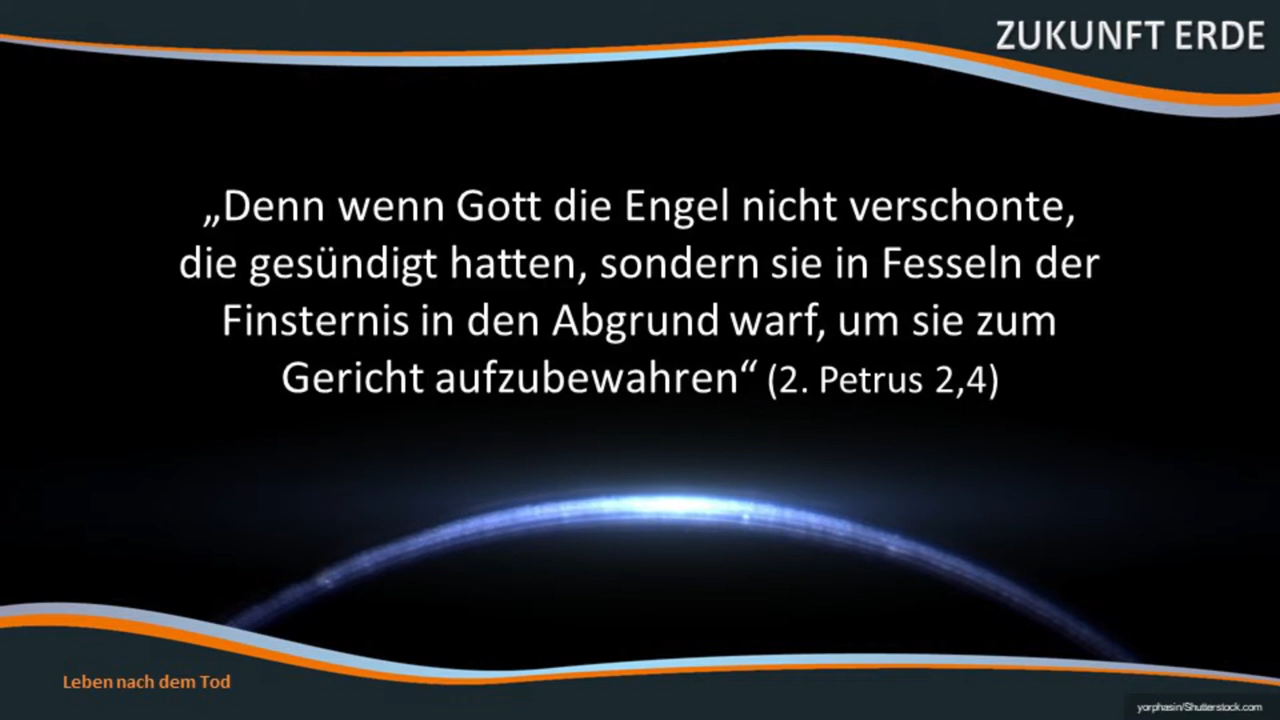 ZUKUNFT ERDE
„Denn wenn Gott die Engel nicht verschonte,
die gesündigt hatten, sondern sie in Fesseln der
Finsternis in den Abgrund warf, um sie zum
Gericht aufzubewahren“ (2. Petrus 2,4)
Leben nach dem Tod
yorphasin/Shutterstock.com